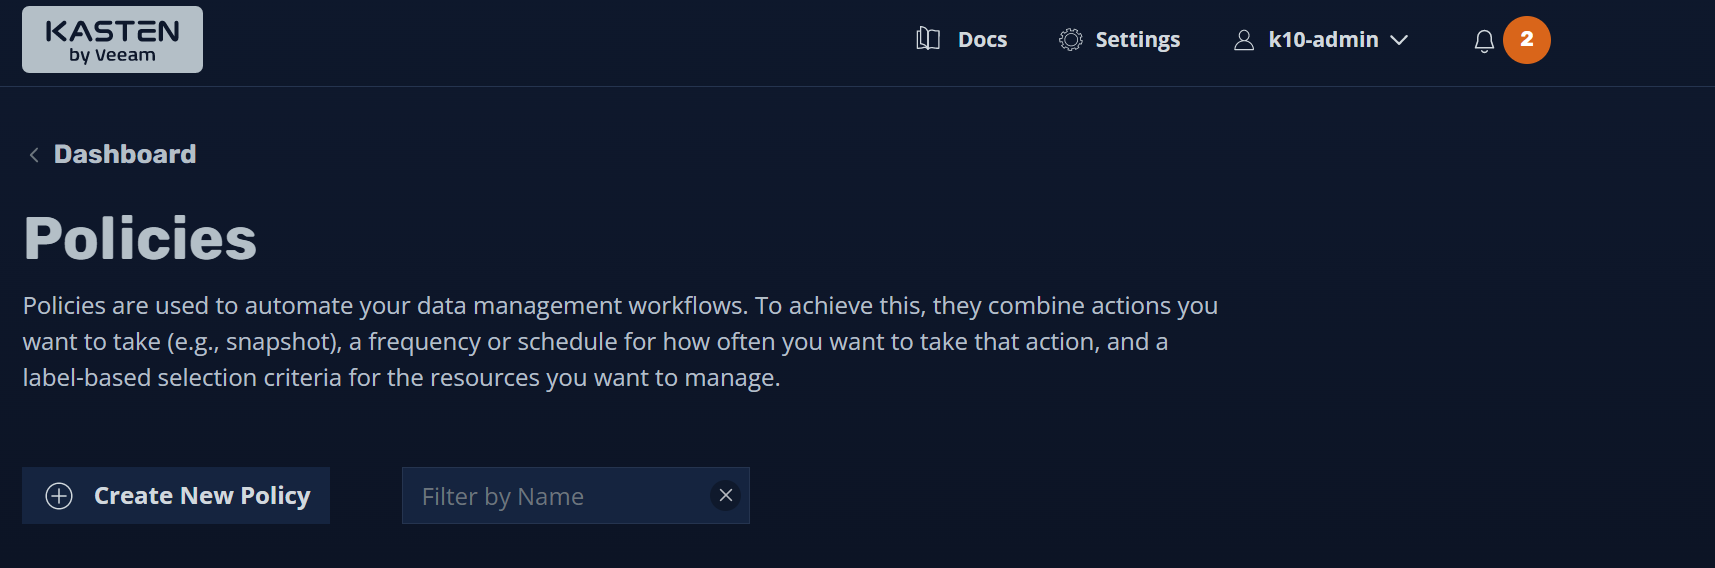 KASTEN
by Veeam
Docs
Settings
k10-admin
2
Dashboard
Policies
Policies are used to automate your data management workflows. To achieve this, they combine actions you
want to take (e.g., snapshot), a frequency or schedule for how often you want to take that action, and a
label-based selection criteria for the resources you want to manage.
Create New Policy
Filter by Name